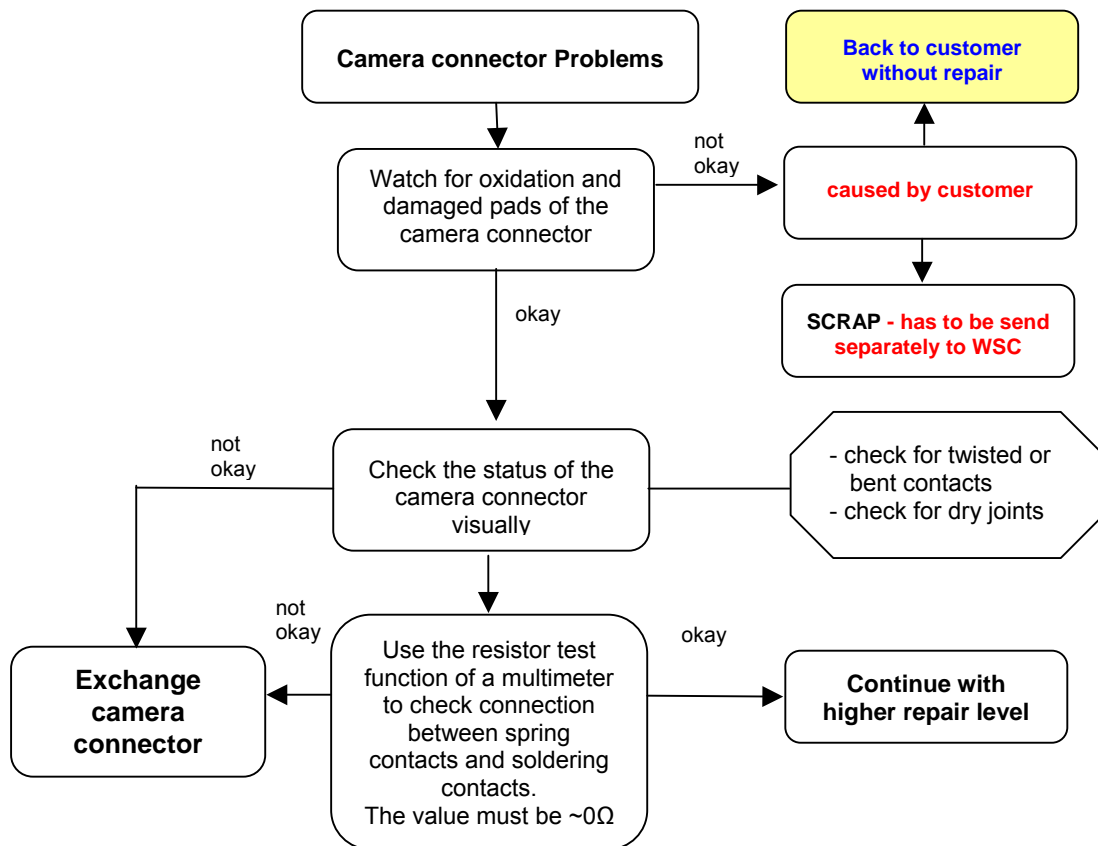 Camera connector Problems
Back to customer
without repair
not
okay
Watch for oxidation and
damaged pads of the
camera connector
caused by customer
okay
SCRAP - has to be send
separately to WSC
not
okay
Check the status of the
camera connector
visually
- check for twisted or
bent contacts
- check for dry joints
not
okay
Use the resistor test
function of a multimeter
to check connection
between spring
contacts and soldering
contacts.
The value must be ~0Ω
okay
Exchange
camera
connector
Continue with
higher repair level